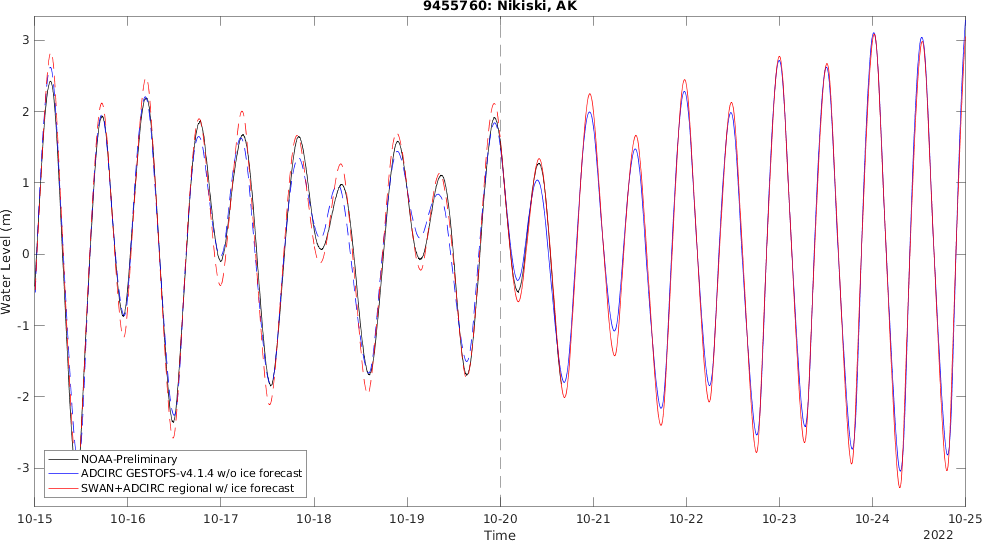 9455760: Nikiski, AK
Water Level (m)
3
2
1
0
-1
-2
-3
NOAA-Preliminary
ADCIRC GESTOFS-v4.1.4 w/o ice forecast
SWAN+ADCIRC regional w/ ice forecast
10-15 10-16 10-17 10-18 10-19 10-20 10-21 10-22 10-23 10-24 10-25
Time
2022